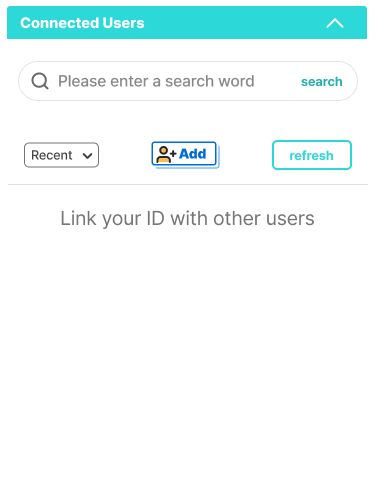 Connected Users
Please enter a search word
search
Recent
Add
refresh
Link your ID with other users